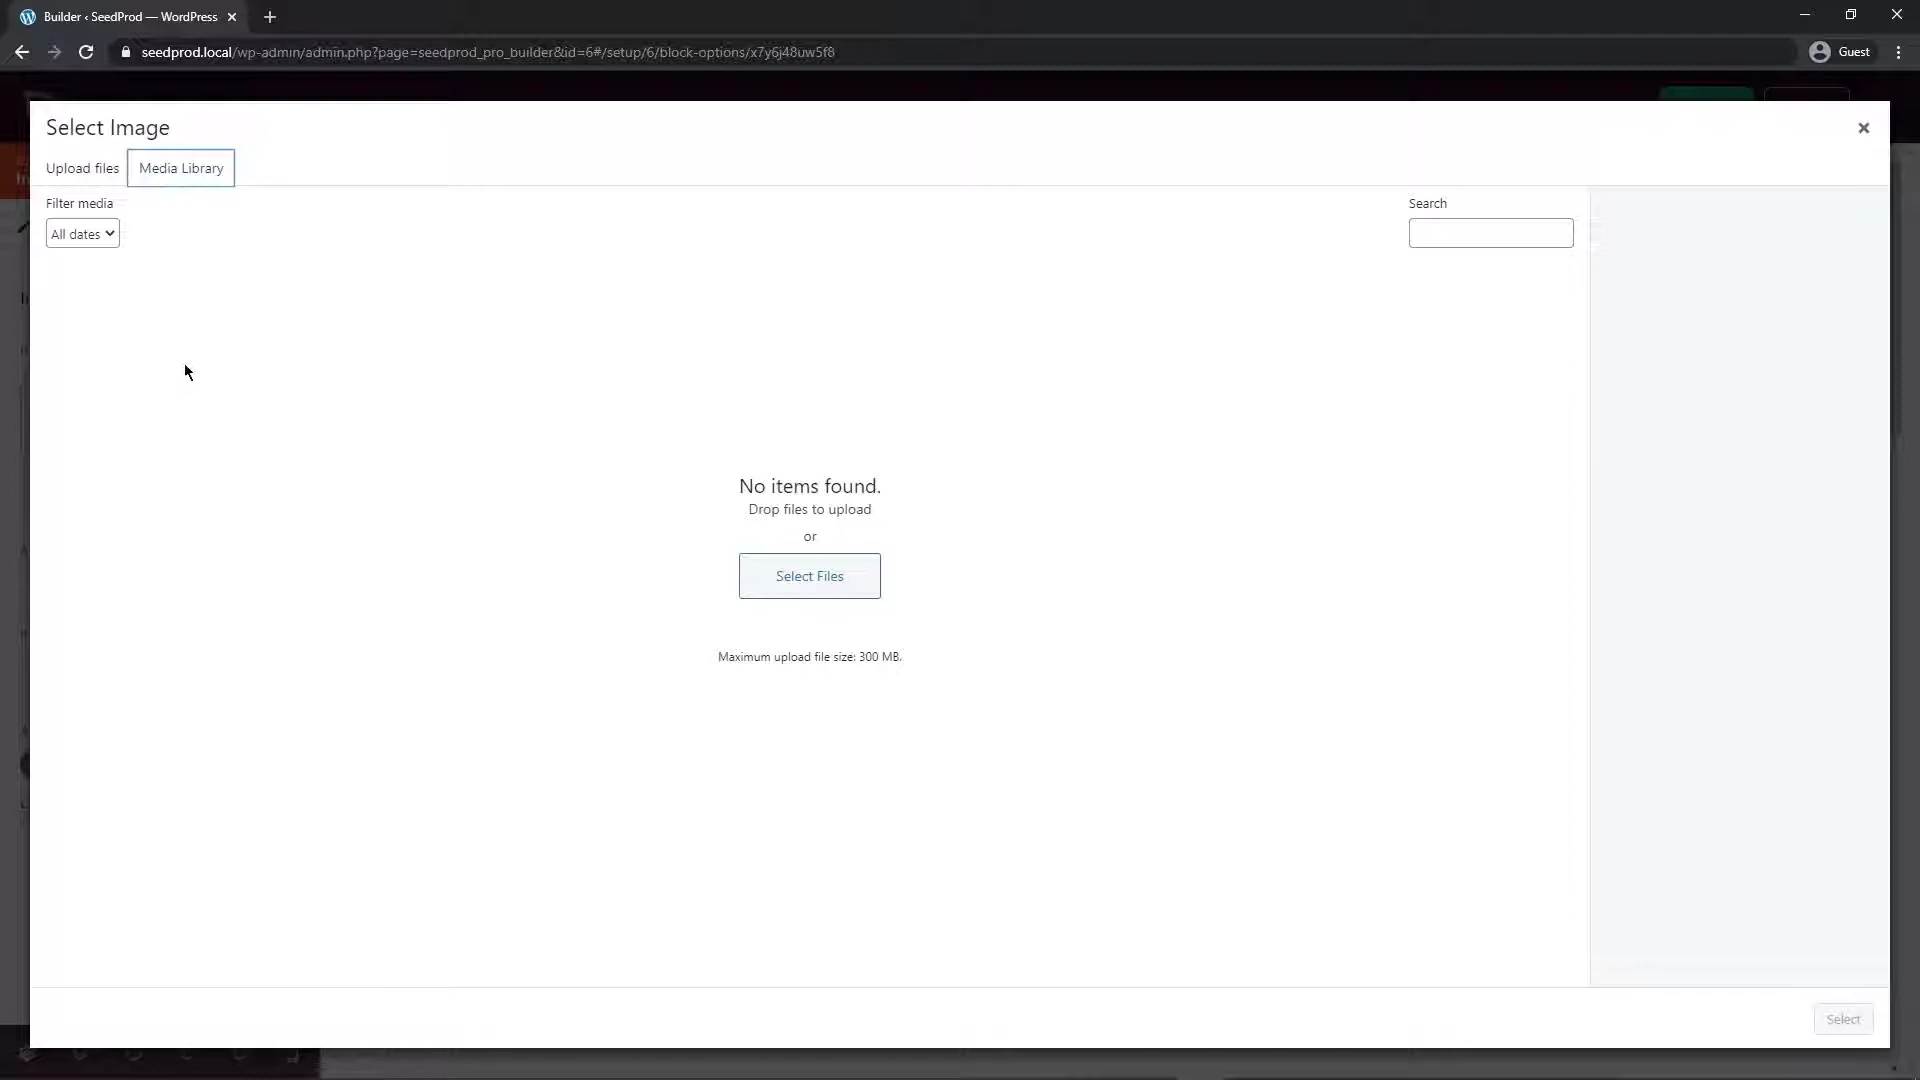 Builder ‹ SeedProd — WordPress
seedprod.local/wp-admin/admin.php?page=seedprod_pro_builder&id=6#/setup/6/block-options/x7y6j48uw5f8
Guest
Select Image
Upload files
Media Library
Filter media
Search
All dates
No items found.
Drop files to upload
or
Select Files
Maximum upload file size: 300 MB.
Select